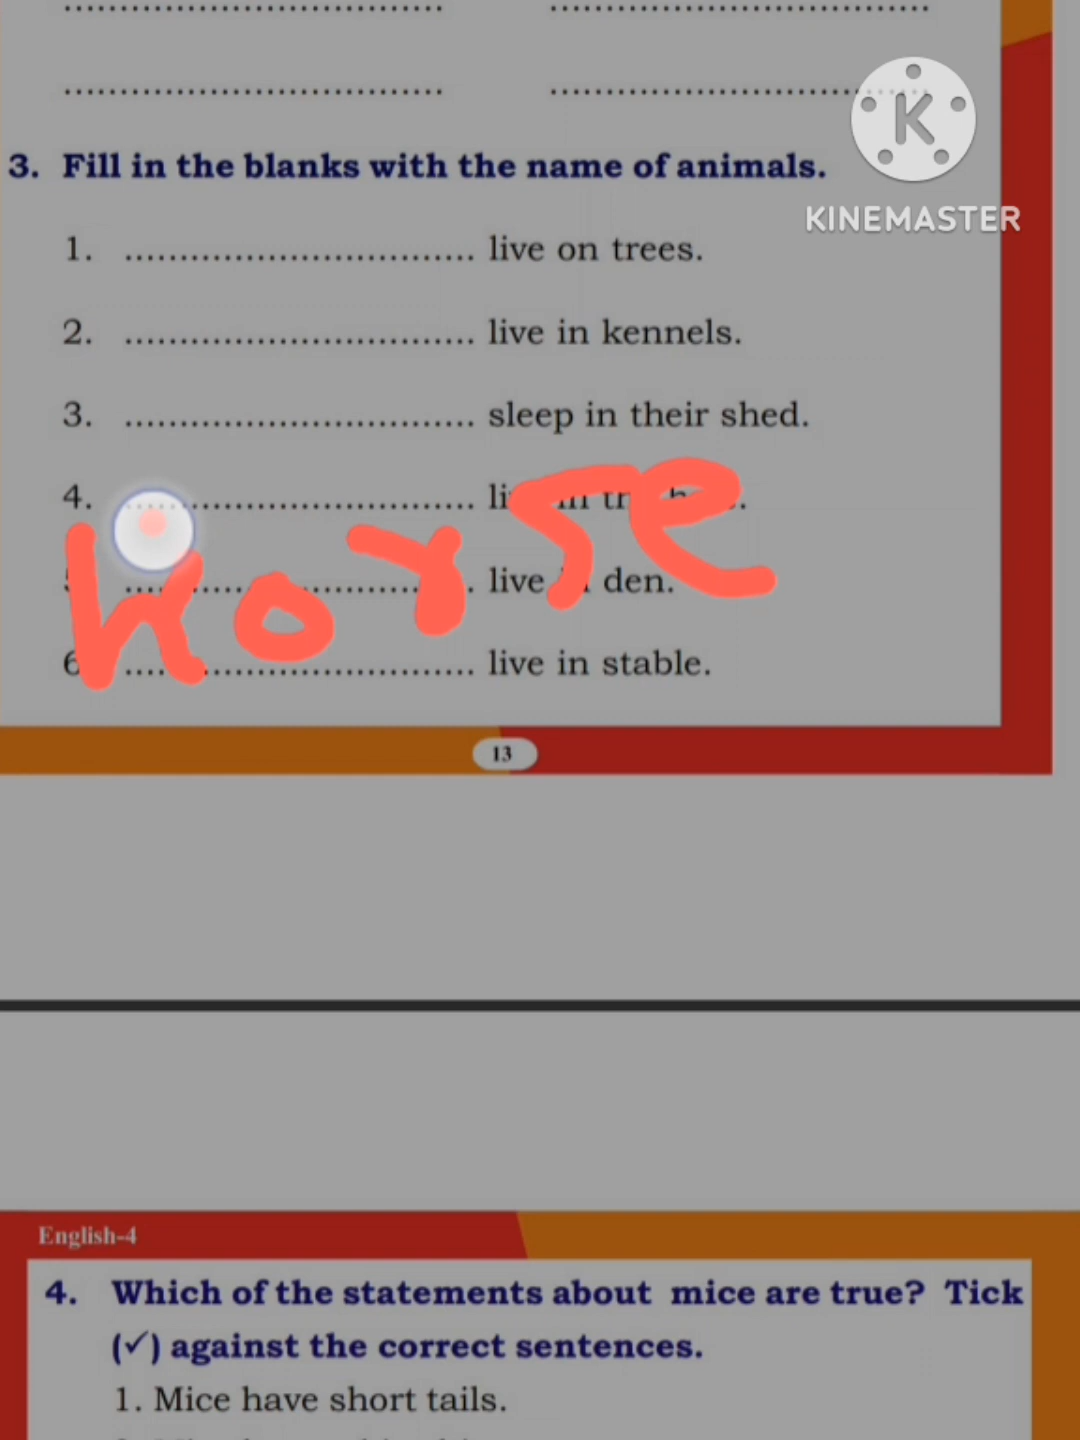 K
KINEMASTER
3. Fill in the blanks with the name of animals.
1. ................................ live on trees.
2. ................................ live in kennels.
3. ................................ sleep in their shed.
4. ................................
horse
................................ live den.
6 ................................ live in stable.
13
English-4
4. Which of the statements about mice are true? Tick
(✓) against the correct sentences.
1. Mice have short tails.